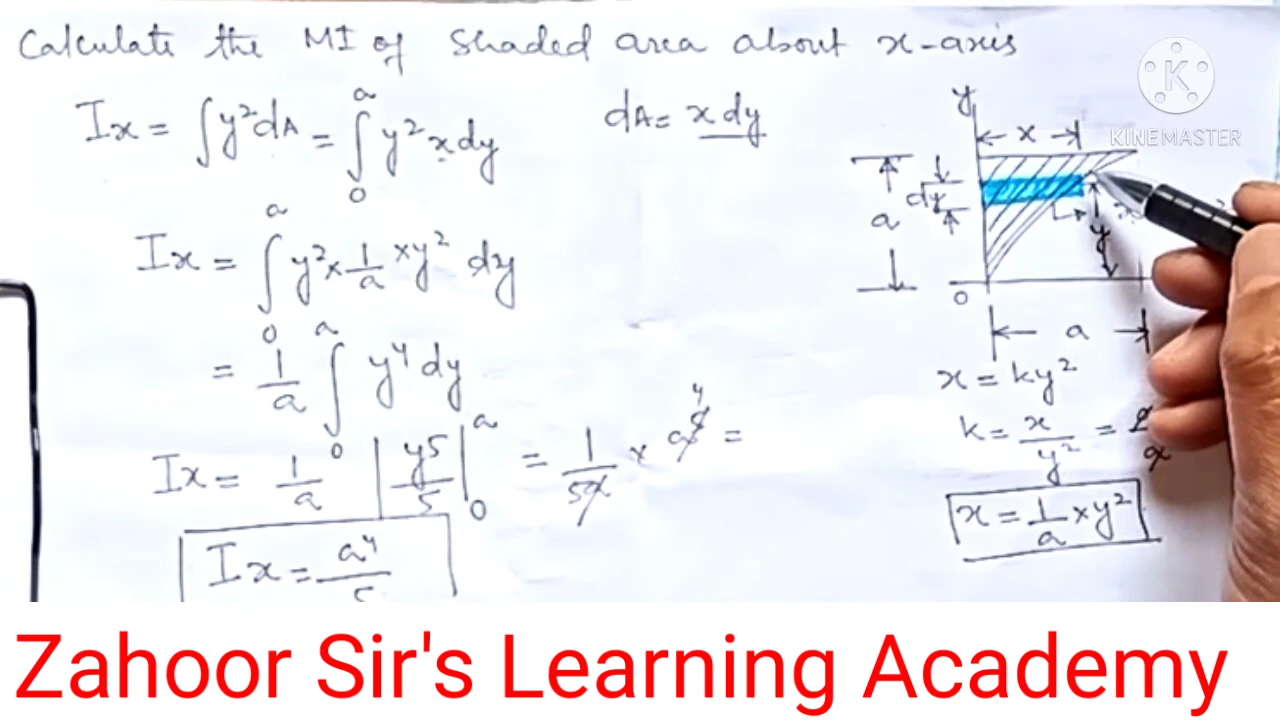 Calculate the MI of shaded area about x-axis
Ix = ∫y²dA = ∫₀ᵃ y² x dy
dA = x dy
Ix = ∫₀ᵃ y² × 1/a × y² dy
= 1/a ∫₀ᵃ y⁴ dy
Ix = 1/a |y⁵/5|₀ᵃ = 1/5a × a⁵ 4 =
Ix = a⁴/5
y
x
K
KINEMASTER
a
dy
y
0
a
x = ky²
k = x/y² =
x = 1/a × y²
Zahoor Sir's Learning Academy